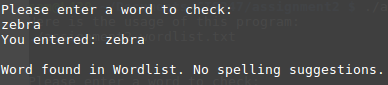 Please enter a word to check:
zebra
You entered: zebra
Word found in Wordlist. No spelling suggestions.